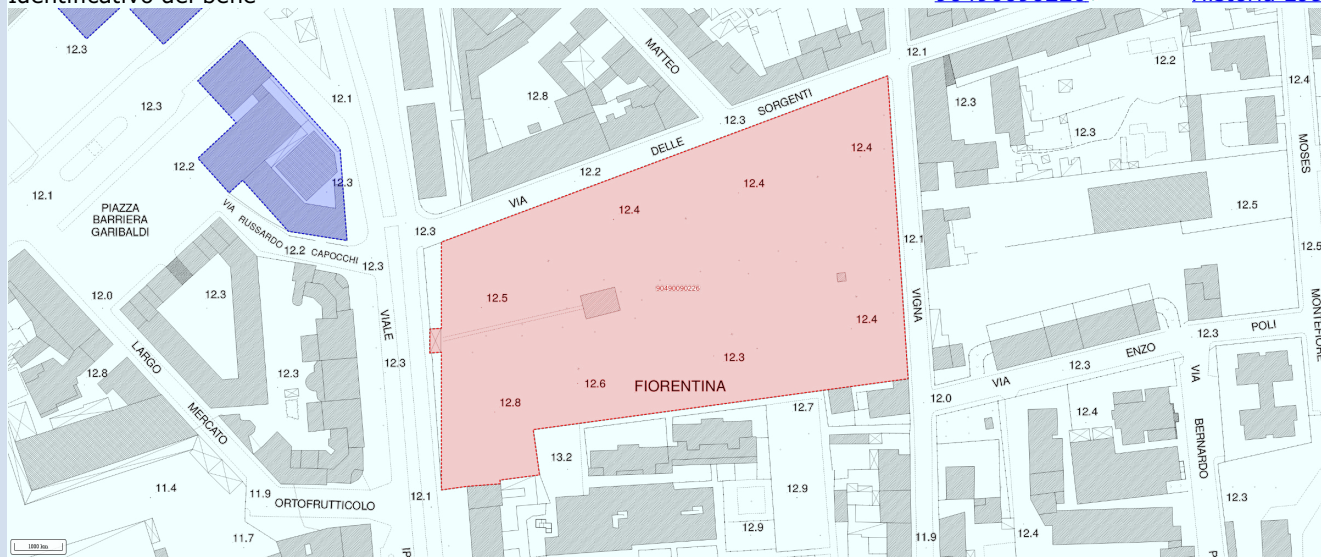 Identificativo del bene
12.3
MATTEO
12.1
12.2
12.3
12.1
12.8
12.3
12.4
12.3
SORGENTI
12.3
12.3
MOSES
DELLE
12.4
12.2
12.3
12.2
12.4
12.1
VIA
12.4
12.5
PIAZZA
BARRIERA
GARIBALDI
VIA RUSSARDO CAPOCCHI
12.2
12.3
12.3
12.1
12.5
90490090226
12.0
12.3
12.5
VIGNA
MONTEFIORE
VIALE
12.4
POLI
12.3
LARGO
12.3
12.3
ENZO
12.3
12.8
12.3
12.6
FIORENTINA
VIA
VIA
12.8
12.7
12.0
12.4
MERCATO
BERNARDO
13.2
11.4
11.9
12.1
12.9
12.3
ORTOFRUTTICOLO
12.9
12.4
11.7
11.9
1000 km